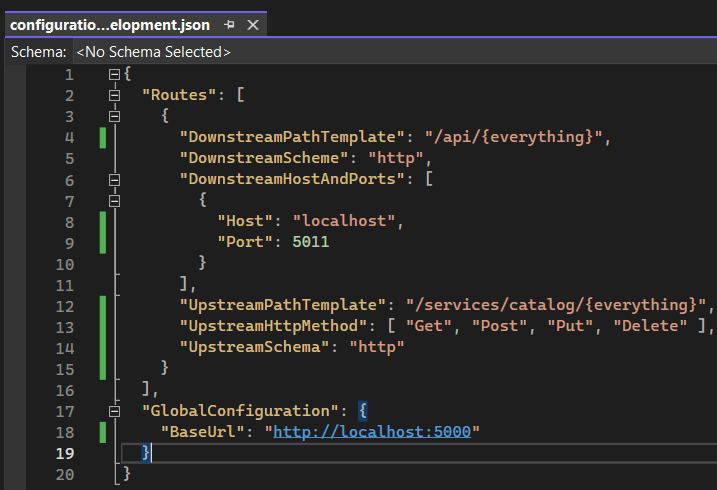 configuratio...elopment.json
Schema: <No Schema Selected>
1 {
2 "Routes": [
3 {
4 "DownstreamPathTemplate": "/api/{everything}",
5 "DownstreamScheme": "http",
6 "DownstreamHostAndPorts": [
7 {
8 "Host": "localhost",
9 "Port": 5011
10 }
11 ],
12 "UpstreamPathTemplate": "/services/catalog/{everything}",
13 "UpstreamHttpMethod": [ "Get", "Post", "Put", "Delete" ],
14 "UpstreamSchema": "http"
15 }
16 ],
17 "GlobalConfiguration": {
18 "BaseUrl": "http://localhost:5000"
19 }
20 }